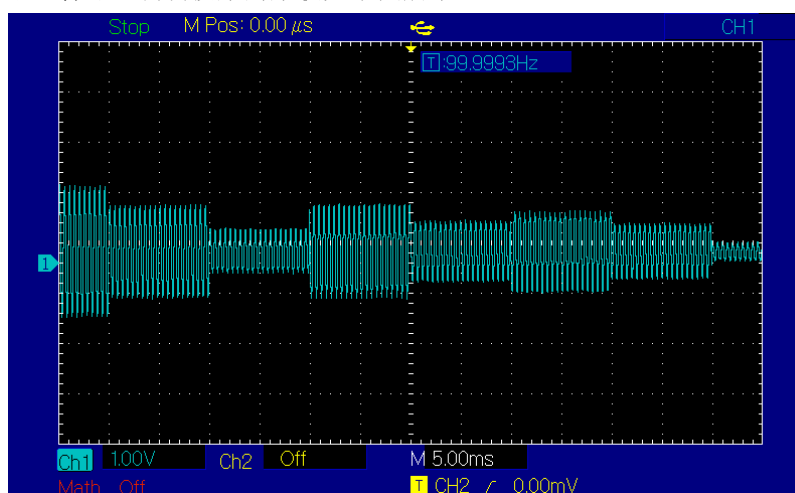 Stop M Pos: 0.00 μs CH1
T :99.9993Hz
1
Ch1 1.00V Ch2 Off M 5.00ms
Math Off T CH2 / 0.00mV